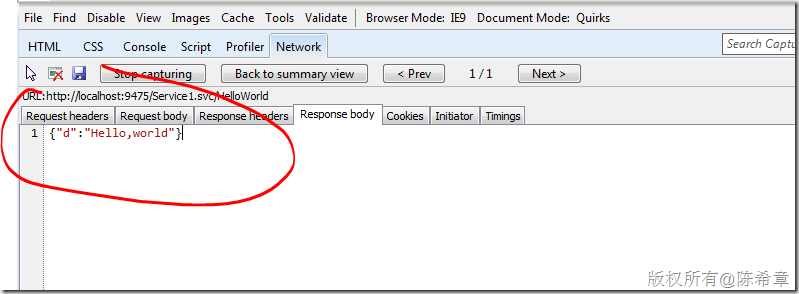 File Find Disable View Images Cache Tools Validate Browser Mode: IE9 Document Mode: Quirks
HTML CSS Console Script Profiler Network Search Captu
Stop capturing Back to summary view < Prev 1 / 1 Next >
URL:http://localhost:9475/Service1.svc/HelloWorld
Request headers Request body Response headers Response body Cookies Initiator Timings
1 {"d":"Hello,world"}
版权所有@陈希章